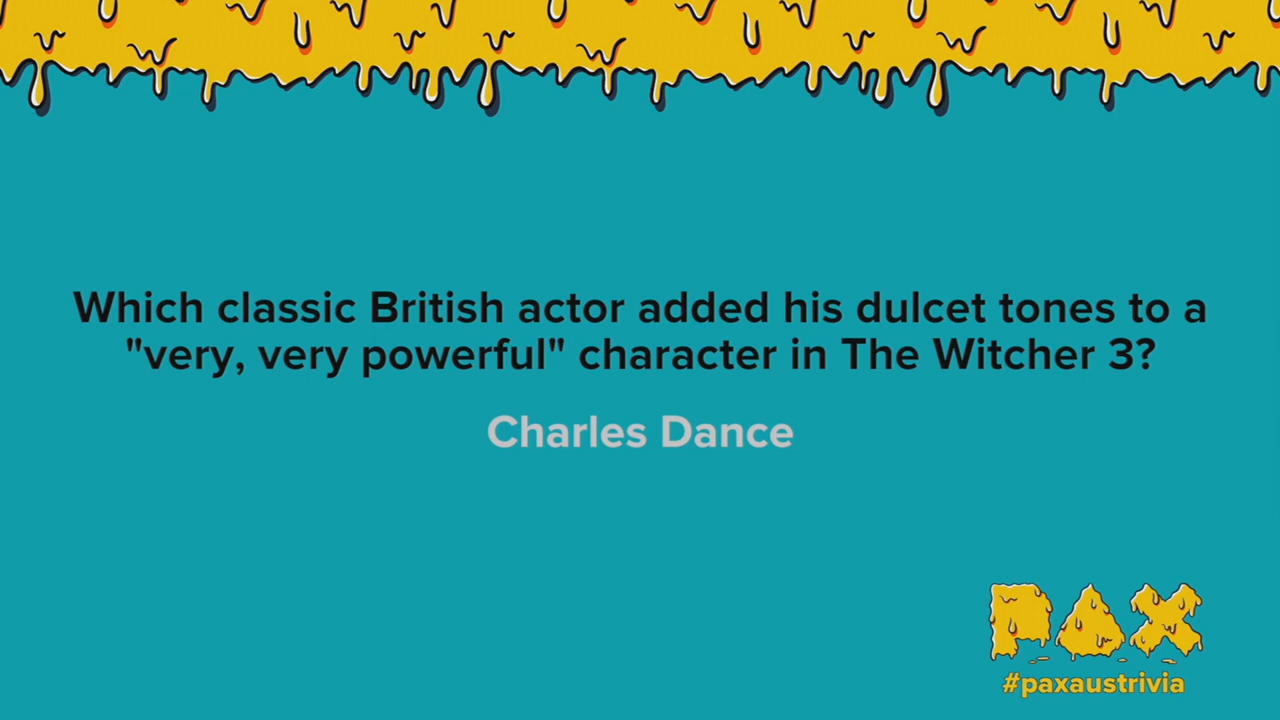 Which classic British actor added his dulcet tones to a
"very, very powerful" character in The Witcher 3?
Charles Dance
PAX
#paxaustrivia